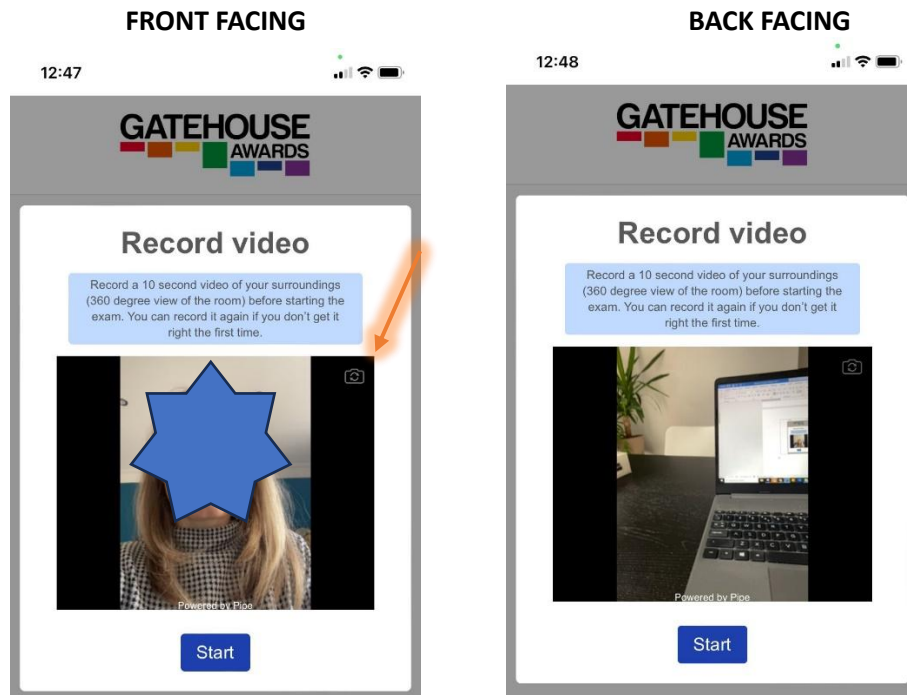 FRONT FACING
12:47
GATEHOUSE
AWARDS
Record video
Record a 10 second video of your surroundings
(360 degree view of the room) before starting the
exam. You can record it again if you don't get it
right the first time.
Powered by Pipe
Start
BACK FACING
12:48
GATEHOUSE
AWARDS
Record video
Record a 10 second video of your surroundings
(360 degree view of the room) before starting the
exam. You can record it again if you don't get it
right the first time.
Powered by Pipe
Start